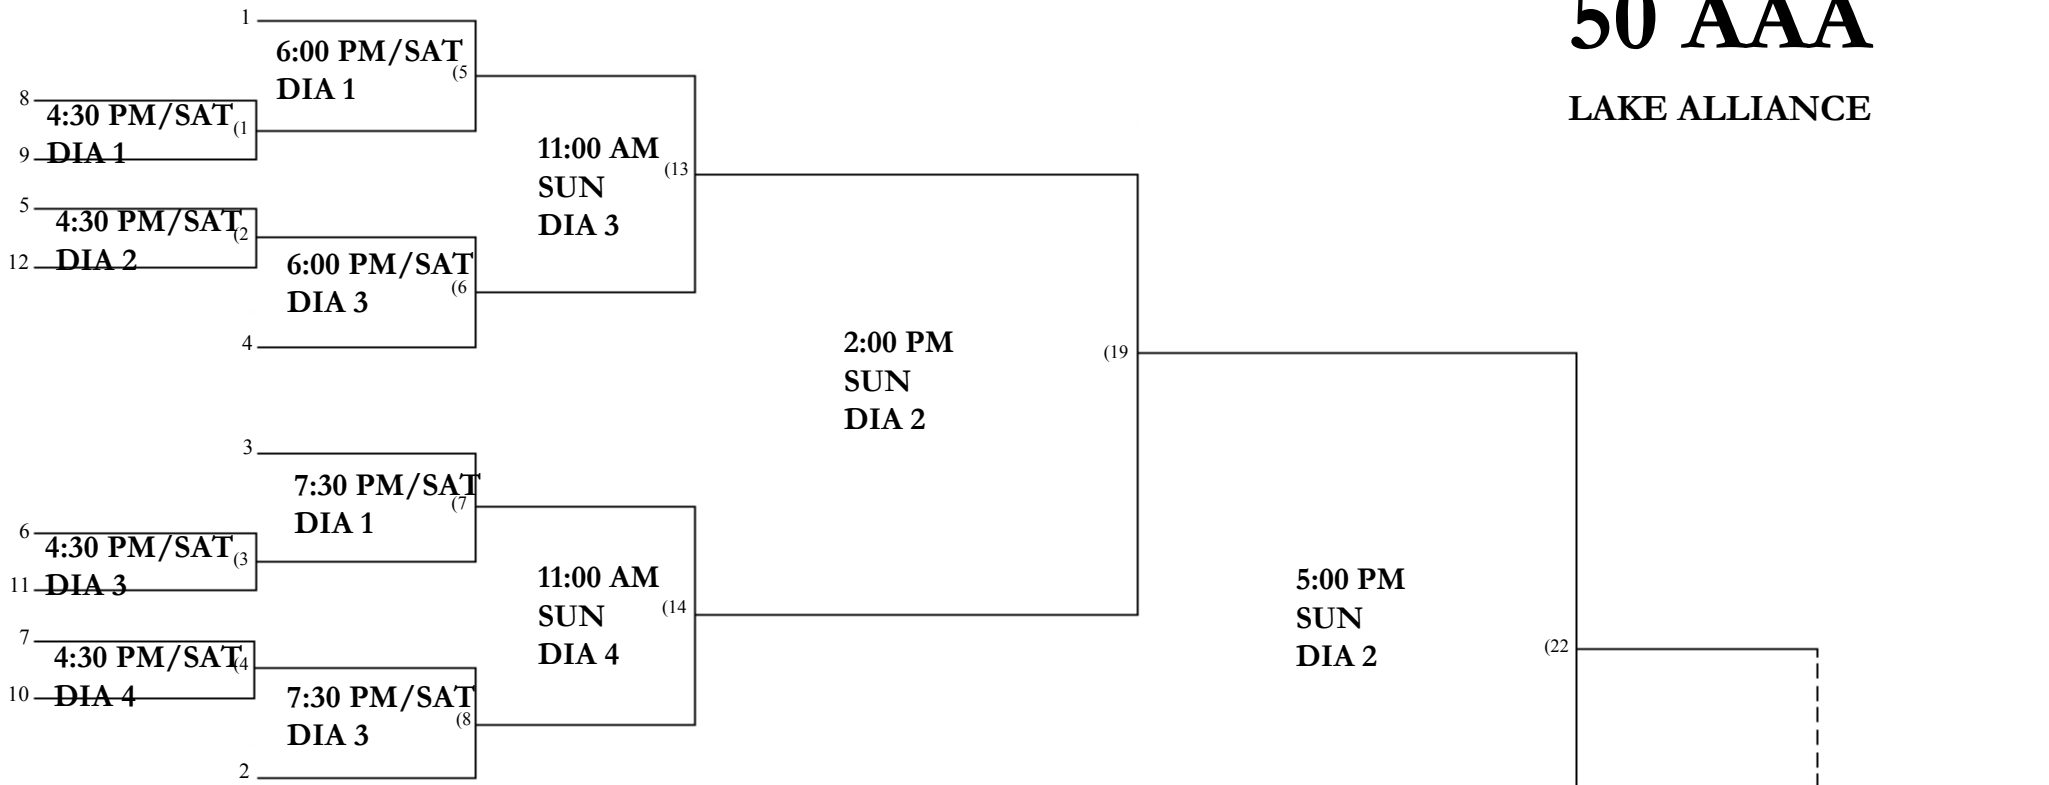 50 AAA
LAKE ALLIANCE
1
6:00 PM/SAT
(5
DIA 1
8
4:30 PM/SAT
(1
DIA 1
9
11:00 AM
(13
SUN
DIA 3
5
4:30 PM/SAT
(2
DIA 2
12
6:00 PM/SAT
(6
DIA 3
4
2:00 PM
(19
SUN
DIA 2
3
7:30 PM/SAT
(7
DIA 1
6
4:30 PM/SAT
(3
DIA 3
11
11:00 AM
(14
SUN
DIA 4
5:00 PM
SUN
(22
DIA 2
7
4:30 PM/SAT
(4
DIA 4
10
7:30 PM/SAT
(8
DIA 3
2